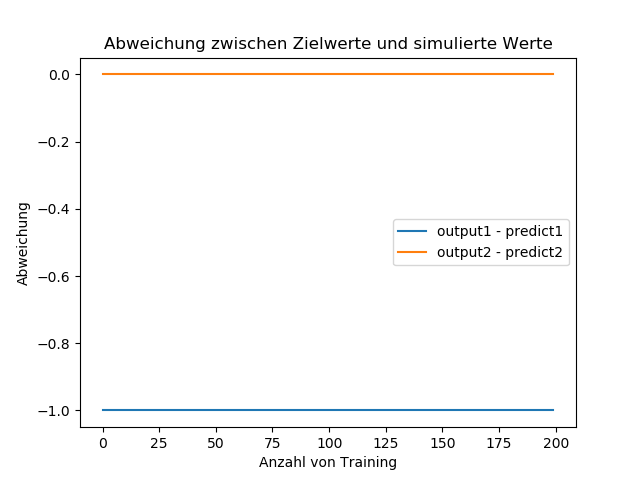 Abweichung zwischen Zielwerte und simulierte Werte
Abweichung
0.0
−0.2
−0.4
−0.6
−0.8
−1.0
output1 - predict1
output2 - predict2
0 25 50 75 100 125 150 175 200
Anzahl von Training